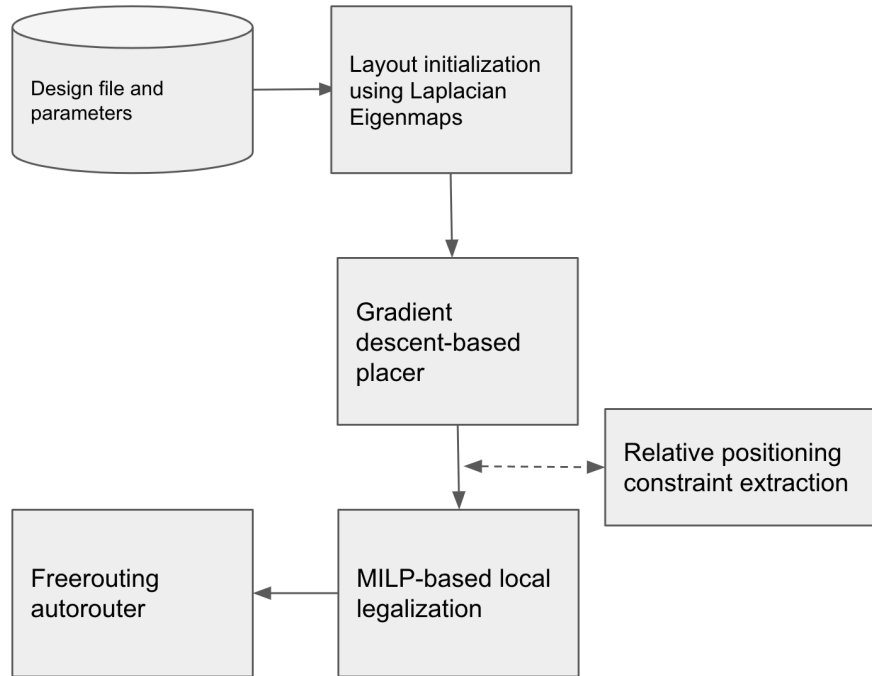 Design file and
parameters
Layout initialization
using Laplacian
Eigenmaps
Gradient
descent-based
placer
Relative positioning
constraint extraction
MILP-based local
legalization
Freerouting
autorouter